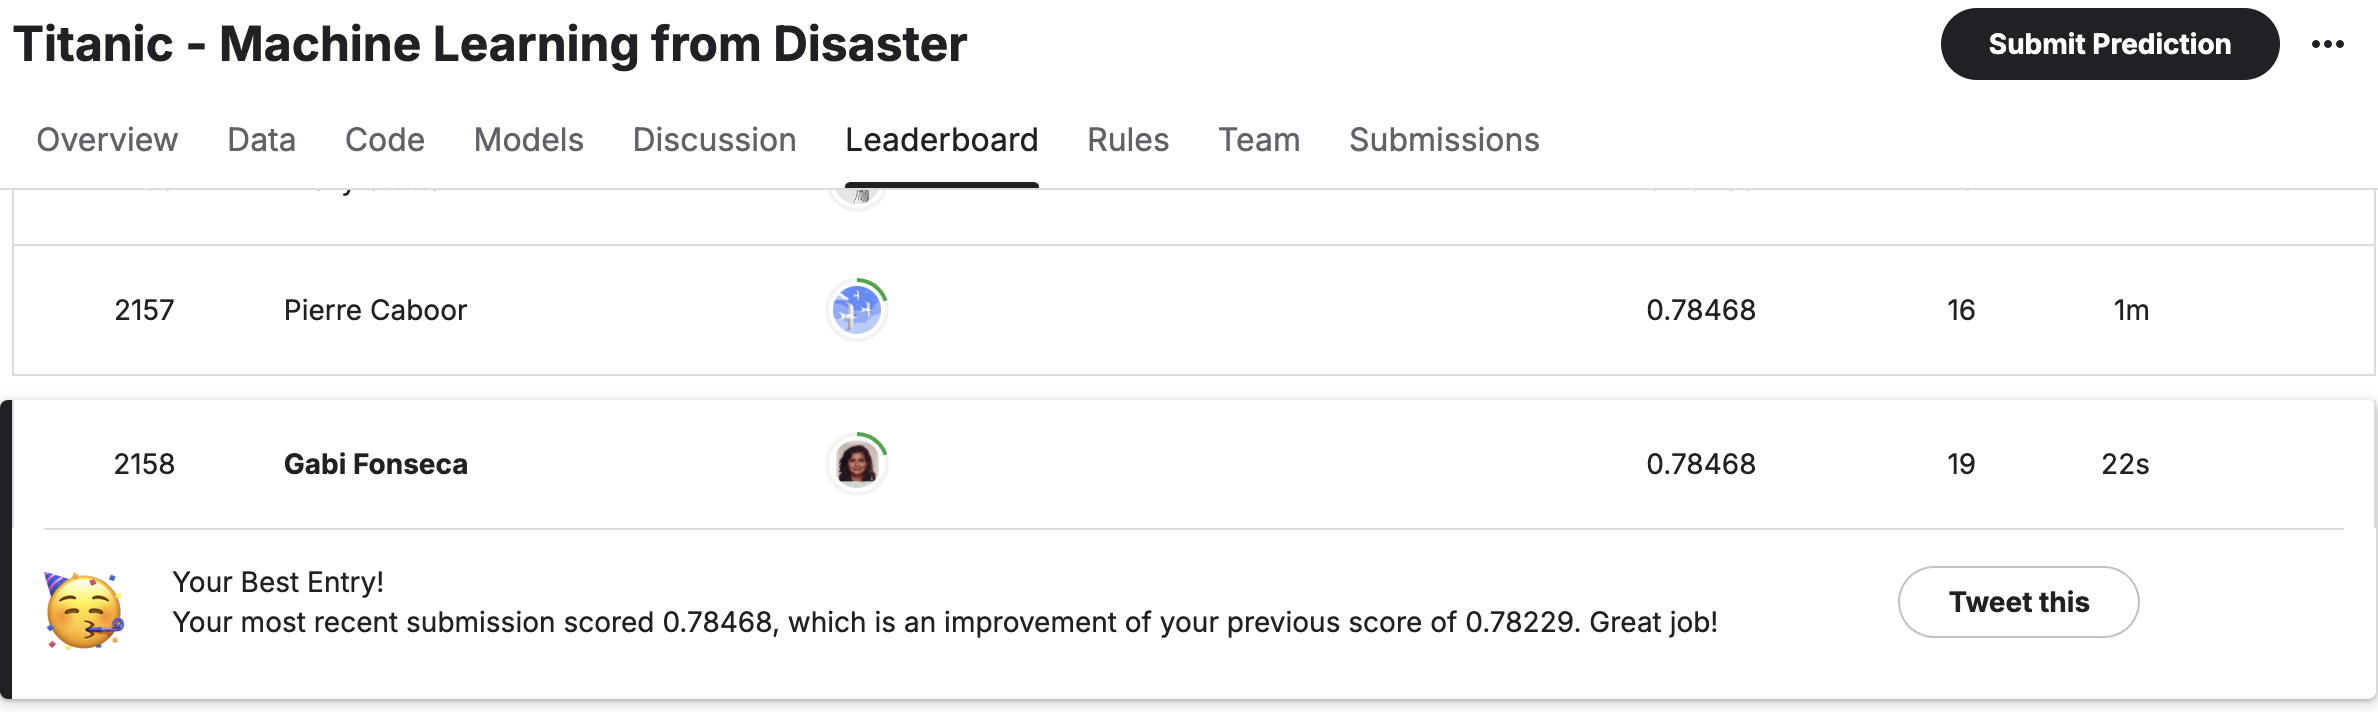 Titanic - Machine Learning from Disaster
Submit Prediction
Overview Data Code Models Discussion Leaderboard Rules Team Submissions
2157 Pierre Caboor 0.78468 16 1m
2158 Gabi Fonseca 0.78468 19 22s
Your Best Entry!
Your most recent submission scored 0.78468, which is an improvement of your previous score of 0.78229. Great job!
Tweet this